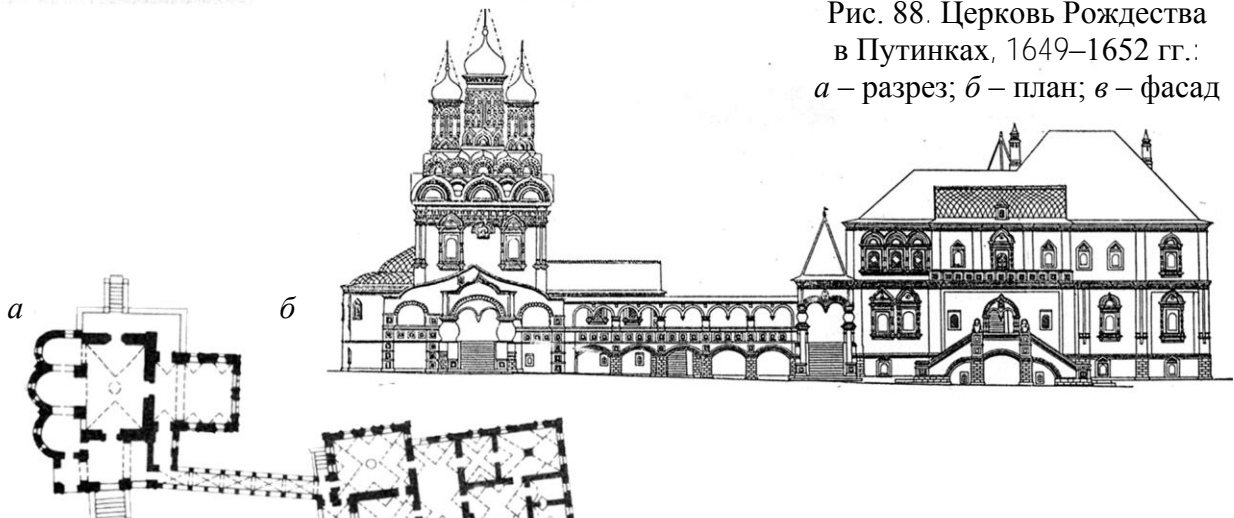 Рис. 88. Церковь Рождества
в Путинках, 1649–1652 гг.:
а – разрез; б – план; в – фасад
а
б